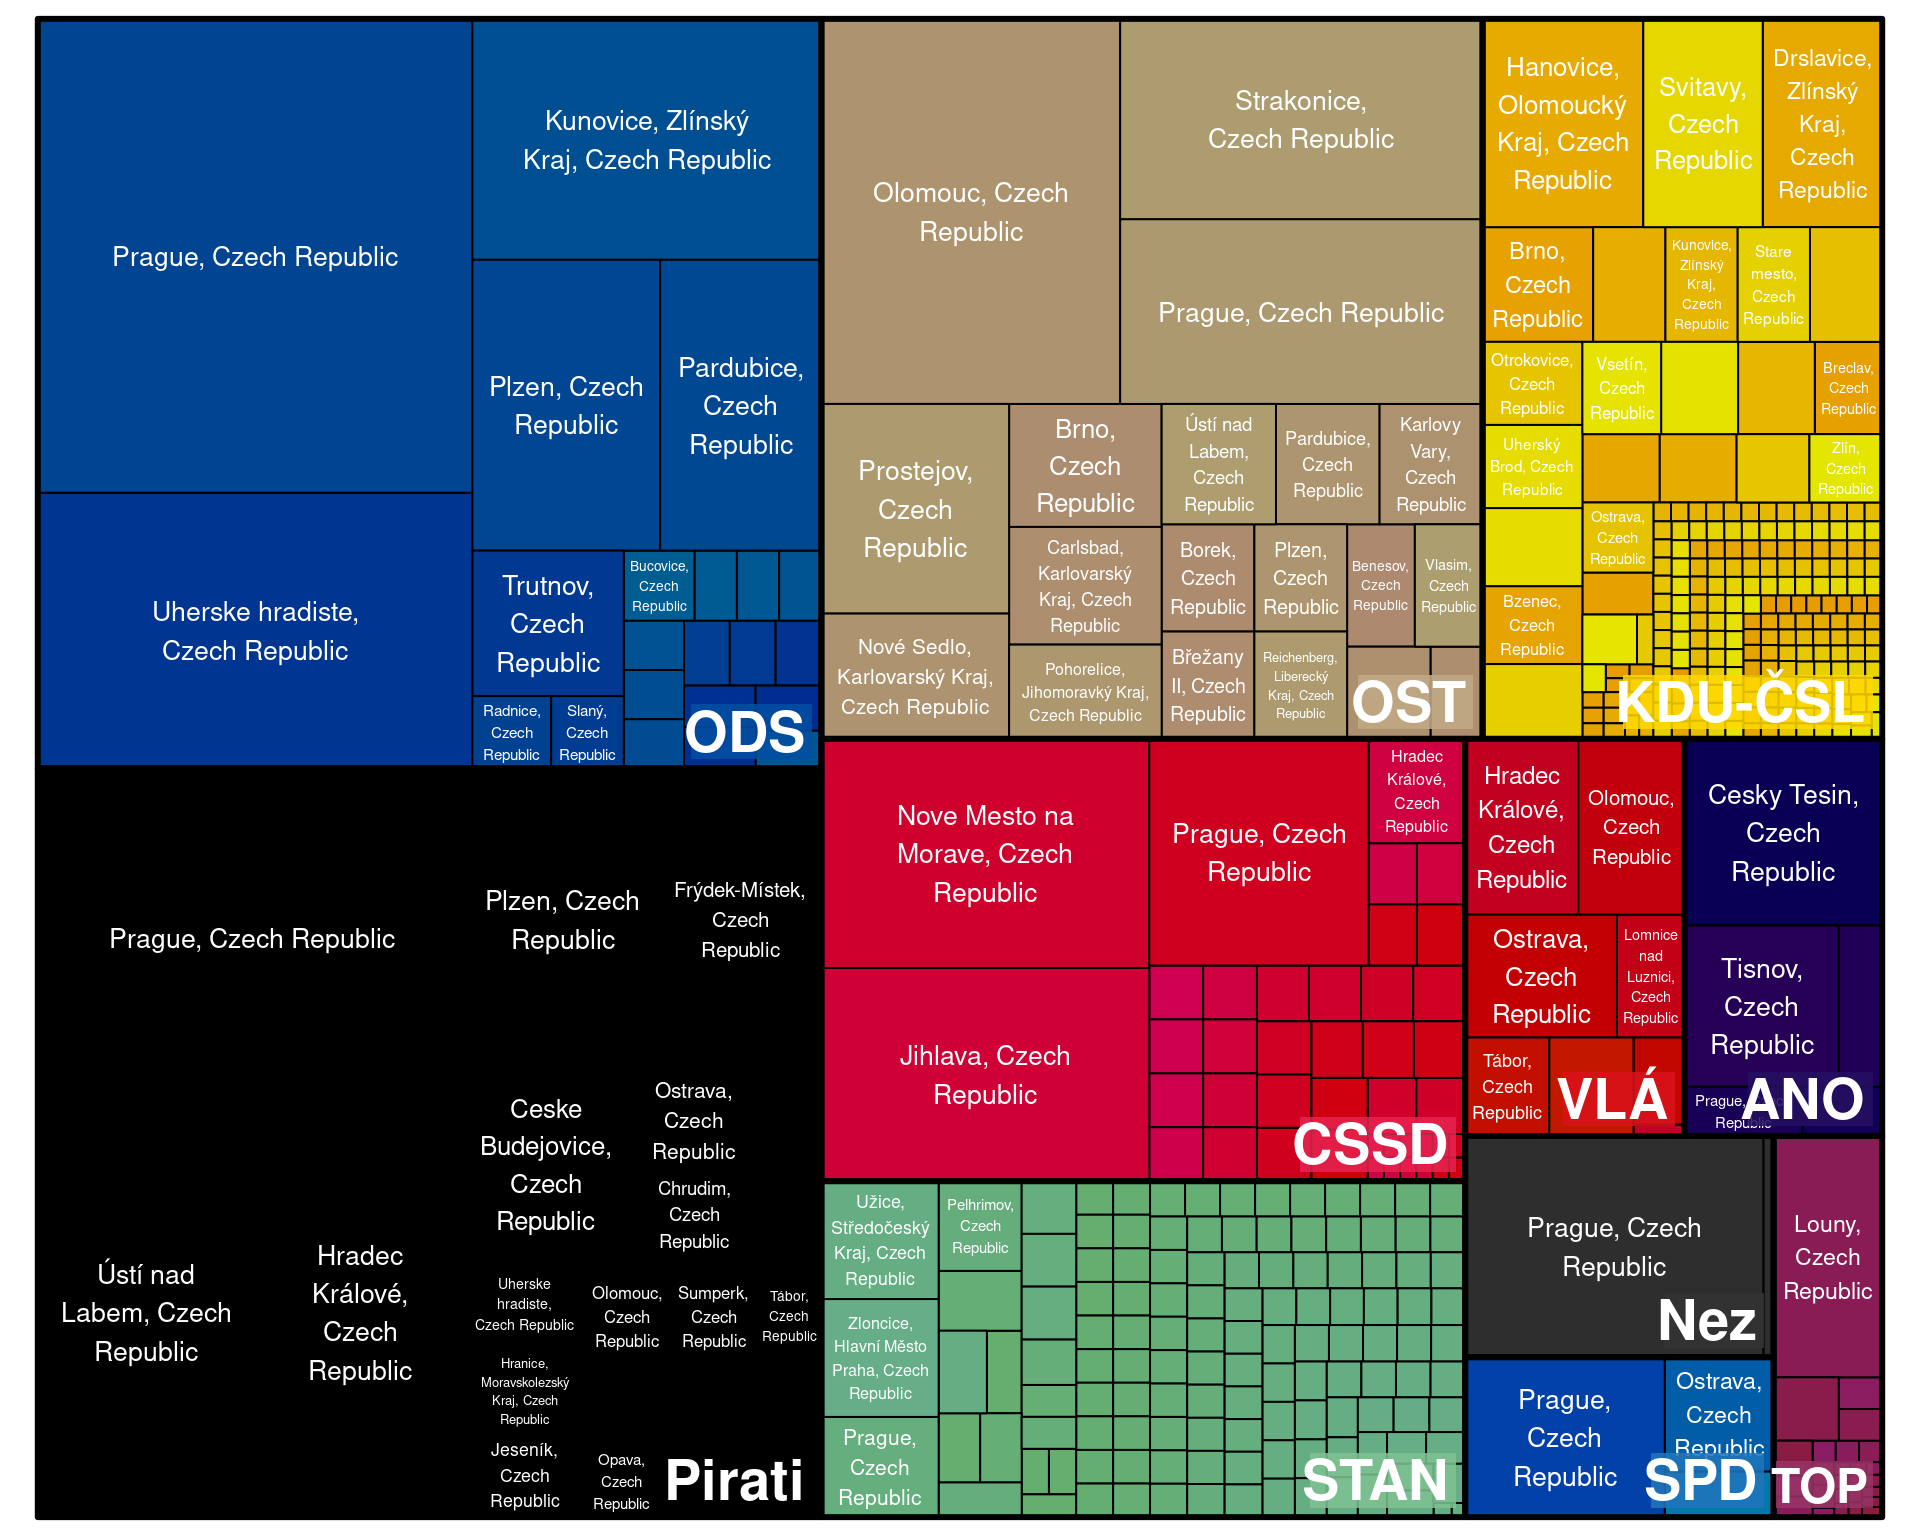 Prague, Czech Republic
Kunovice, Zlínský
Kraj, Czech Republic
Plzen, Czech
Republic
Pardubice,
Czech
Republic
Uherske hradiste,
Czech Republic
Trutnov,
Czech
Republic
Bucovice,
Czech
Republic
Radnice,
Czech
Republic
Slaný,
Czech
Republic
ODS
Olomouc, Czech
Republic
Strakonice,
Czech Republic
Prague, Czech Republic
Prostejov,
Czech
Republic
Brno,
Czech
Republic
Ústí nad
Labem,
Czech
Republic
Pardubice,
Czech
Republic
Karlovy
Vary,
Czech
Republic
Carlsbad,
Karlovarský
Kraj, Czech
Republic
Borek,
Czech
Republic
Plzen,
Czech
Republic
Benesov,
Czech
Republic
Vlasim,
Czech
Republic
Nové Sedlo,
Karlovarský Kraj,
Czech Republic
Pohorelice,
Jihomoravký Kraj,
Czech Republic
Břežany
II, Czech
Republic
Reichenberg,
Liberecký
Kraj, Czech
Republic
OST
Hanovice,
Olomoucký
Kraj, Czech
Republic
Svitavy,
Czech
Republic
Drslavice,
Zlínský
Kraj,
Czech
Republic
Brno,
Czech
Republic
Kunovice,
Zlínský
Kraj,
Czech
Republic
Stare
mesto,
Czech
Republic
Otrokovice,
Czech
Republic
Vsetín,
Czech
Republic
Breclav,
Czech
Republic
Uherský
Brod, Czech
Republic
Zlín,
Czech
Republic
Ostrava,
Czech
Republic
Bzenec,
Czech
Republic
KDU-ČSL
Prague, Czech Republic
Plzen, Czech
Republic
Frýdek-Místek,
Czech
Republic
Ceske
Budejovice,
Czech
Republic
Ostrava,
Czech
Republic
Chrudim,
Czech
Republic
Ústí nad
Labem, Czech
Republic
Hradec
Králové,
Czech
Republic
Uherske
hradiste,
Czech Republic
Olomouc,
Czech
Republic
Sumperk,
Czech
Republic
Tábor,
Czech
Republic
Hranice,
Moravskolezský
Kraj, Czech
Republic
Jeseník,
Czech
Republic
Opava,
Czech
Republic
Pirati
Nove Mesto na
Morave, Czech
Republic
Prague, Czech
Republic
Hradec
Králové,
Czech
Republic
Jihlava, Czech
Republic
CSSD
Hradec
Králové,
Czech
Republic
Olomouc,
Czech
Republic
Ostrava,
Czech
Republic
Lomnice
nad
Luznici,
Czech
Republic
Tábor,
Czech
Republic
VLÁ
Cesky Tesin,
Czech
Republic
Tisnov,
Czech
Republic
Prague,
Republic
ANO
Užice,
Středočeský
Kraj, Czech
Republic
Pelhrimov,
Czech
Republic
Zloncice,
Hlavní Město
Praha, Czech
Republic
Prague,
Czech
Republic
STAN
Prague, Czech
Republic
Nez
Prague,
Czech
Republic
Ostrava,
Czech
Republic
SPD
Louny,
Czech
Republic
TOP